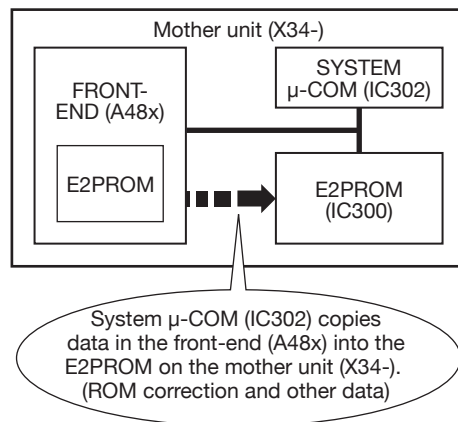 Mother unit (X34-)
FRONT-
END (A48x)
E2PROM
SYSTEM
µ-COM (IC302)
E2PROM
(IC300)
System µ-COM (IC302) copies
data in the front-end (A48x) into the
E2PROM on the mother unit (X34-).
(ROM correction and other data)